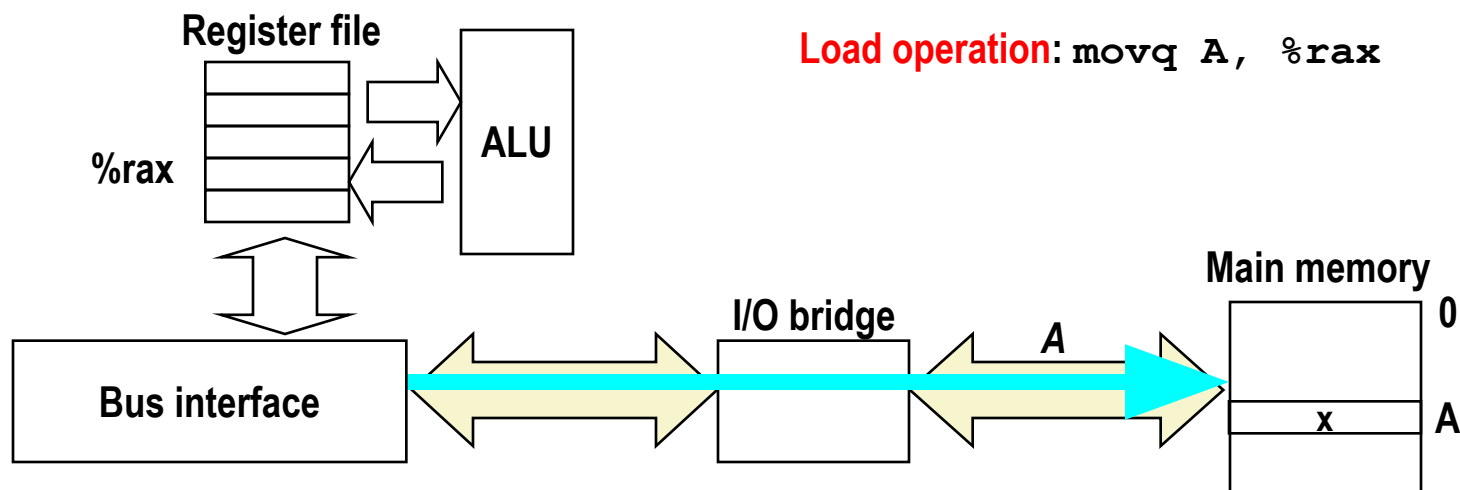 Register file
Load operation: movq A, %rax
ALU
%rax
Main memory
I/O bridge
0
A
Bus interface
x
A